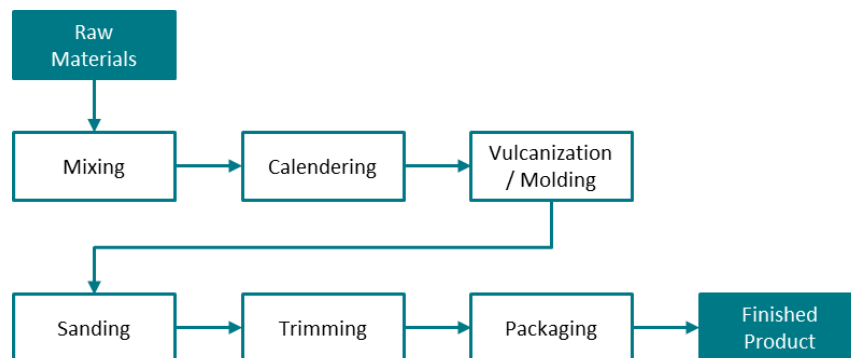 Raw
Materials
Mixing
Calendering
Vulcanization
/ Molding
Sanding
Trimming
Packaging
Finished
Product